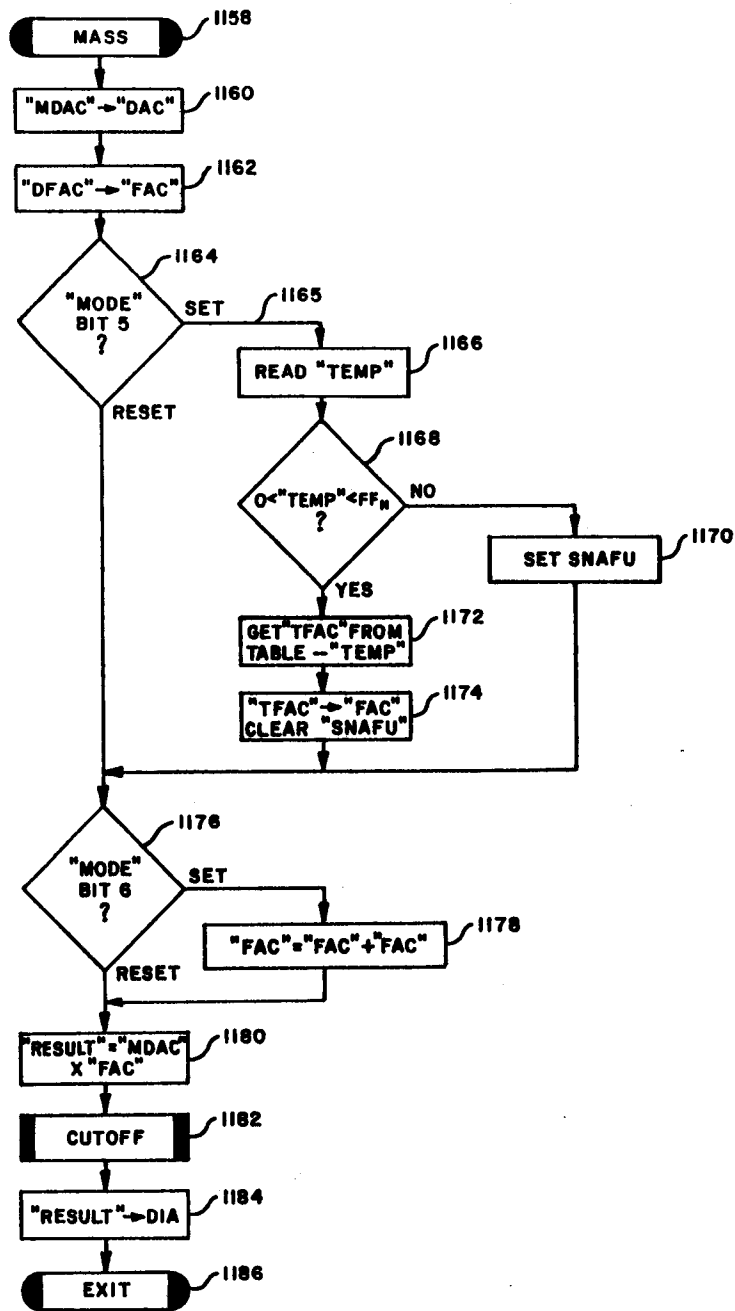 MASS
1158
"MDAC"→"DAC"
1160
"DFAC"→"FAC"
1162
1164
"MODE"
BIT 5
?
SET
1165
RESET
READ "TEMP"
1166
1168
O<"TEMP"<FFH
?
NO
YES
SET SNAFU
1170
GET"TFAC"FROM
TABLE – "TEMP"
1172
"TFAC"→"FAC"
CLEAR "SNAFU"
1174
1176
"MODE"
BIT 6
?
SET
RESET
"FAC"="FAC"+"FAC"
1178
"RESULT"="MDAC"
X "FAC"
1180
CUTOFF
1182
"RESULT"→DIA
1184
EXIT
1186